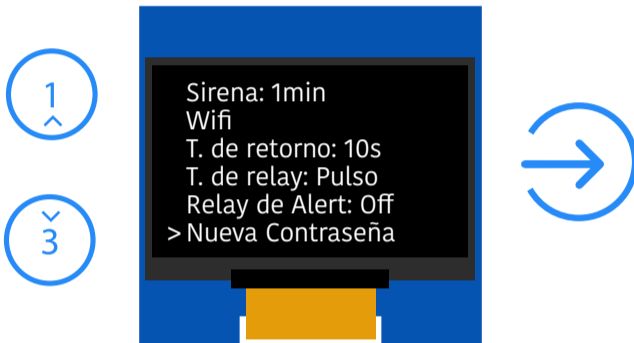 1
3
Sirena: 1min
Wifi
T. de retorno: 10s
T. de relay: Pulso
Relay de Alert: Off
>Nueva Contraseña